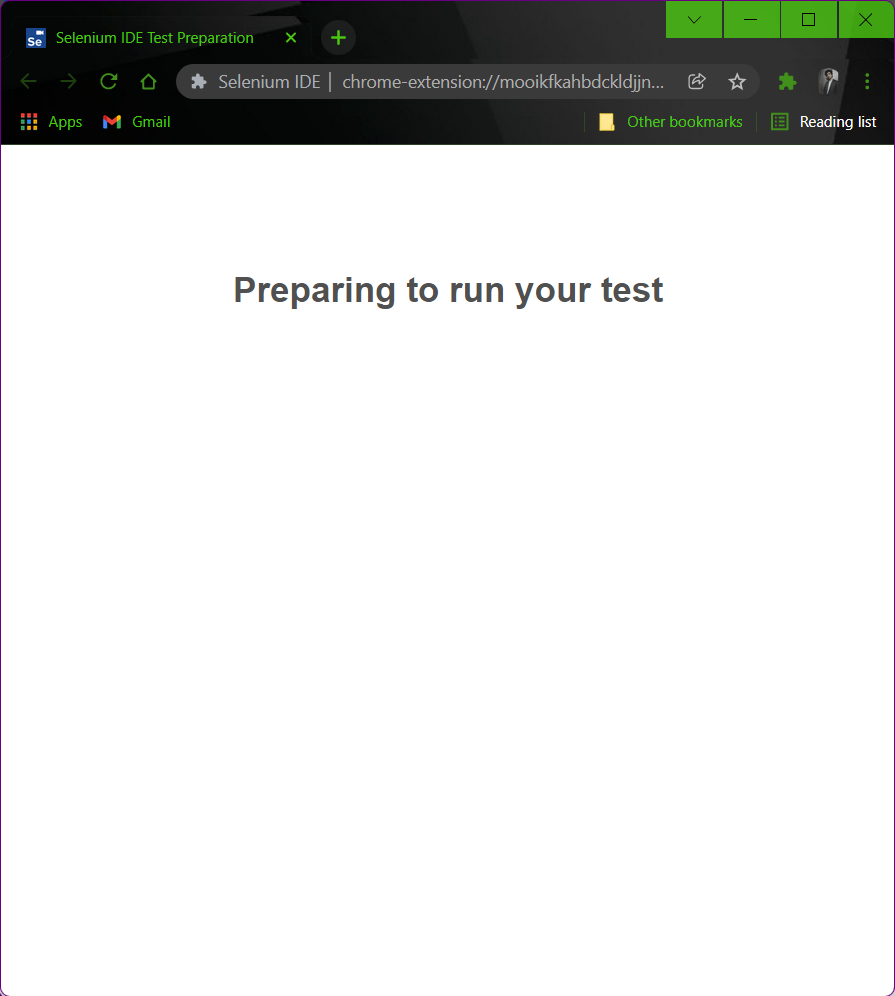 Se Selenium IDE Test Preparation
Selenium IDE | chrome-extension://mooikfkahbdckldjjn...
Apps Gmail Other bookmarks Reading list
Preparing to run your test